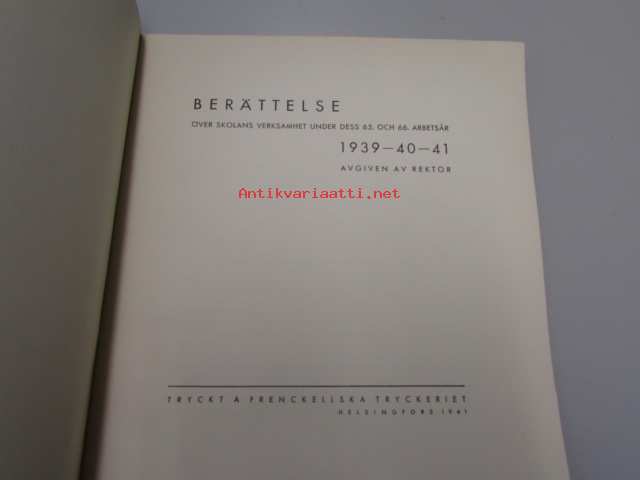 BERÄTTELSE
ÖVER SKOLANS VERKSAMHET UNDER DESS 65. OCH 66. ARBETSÅR
1939—40—41
AVGIVEN AV REKTOR
Antikvariaatti.net
TRYCKT Å FRENCKELLSKA TRYCKERIET
HELSINGFORS 1941